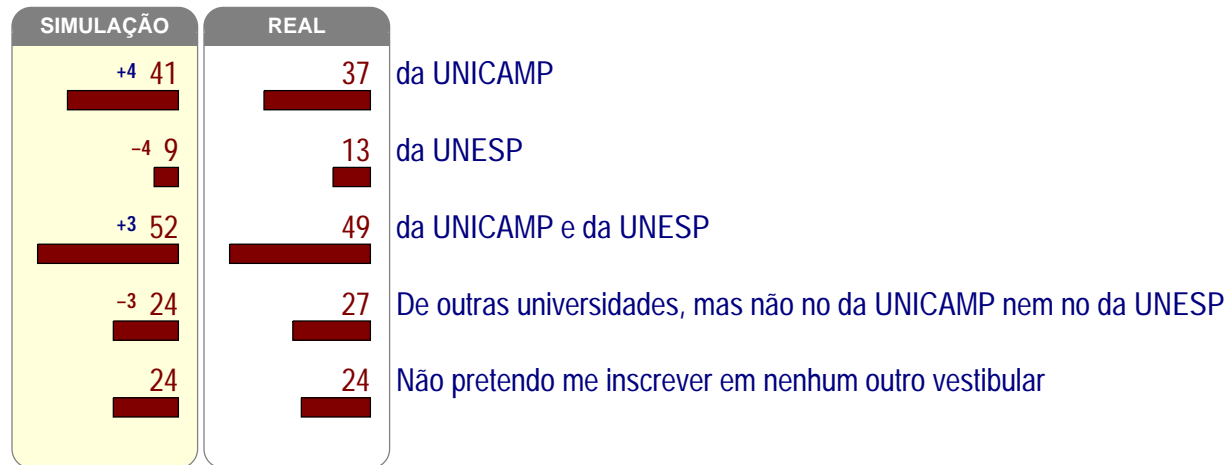 SIMULAÇÃO REAL
+4 41 37 da UNICAMP
−4 9 13 da UNESP
+3 52 49 da UNICAMP e da UNESP
−3 24 27 De outras universidades, mas não no da UNICAMP nem no da UNESP
24 24 Não pretendo me inscrever em nenhum outro vestibular